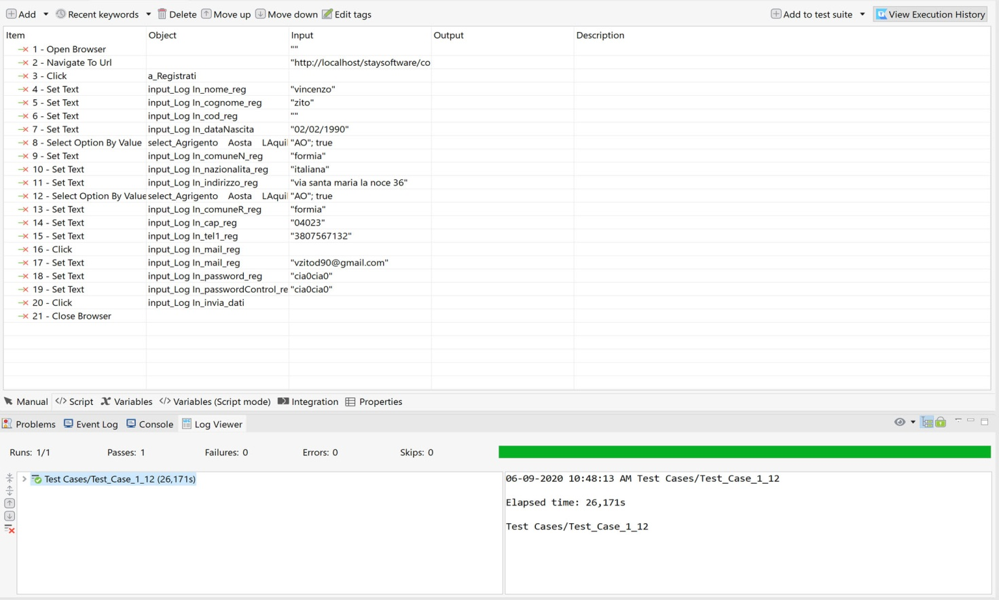 Add Recent keywords Delete Move up Move down Edit tags Add to test suite View Execution History
Item Object Input Output Description
1 - Open Browser ""
2 - Navigate To Url "http://localhost/staysoftware/co
3 - Click a_Registrati
4 - Set Text input_Log In_nome_reg "vincenzo"
5 - Set Text input_Log In_cognome_reg "zito"
6 - Set Text input_Log In_cod_reg ""
7 - Set Text input_Log In_dataNascita "02/02/1990"
8 - Select Option By Value select_Agrigento Aosta LAqui "AO"; true
9 - Set Text input_Log In_comuneN_reg "formia"
10 - Set Text input_Log In_nazionalita_reg "italiana"
11 - Set Text input_Log In_indirizzo_reg "via santa maria la noce 36"
12 - Select Option By Value select_Agrigento Aosta LAqui "AO"; true
13 - Set Text input_Log In_comuneR_reg "formia"
14 - Set Text input_Log In_cap_reg "04023"
15 - Set Text input_Log In_tel1_reg "3807567132"
16 - Click input_Log In_mail_reg
17 - Set Text input_Log In_mail_reg "vzitod90@gmail.com"
18 - Set Text input_Log In_password_reg "cia0cia0"
19 - Set Text input_Log In_passwordControl_re "cia0cia0"
20 - Click input_Log In_invia_dati
21 - Close Browser
Manual Script Variables Variables (Script mode) Integration Properties
Problems Event Log Console Log Viewer
Runs: 1/1 Passes: 1 Failures: 0 Errors: 0 Skips: 0
Test Cases/Test_Case_1_12 (26,171s)
06-09-2020 10:48:13 AM Test Cases/Test_Case_1_12
Elapsed time: 26,171s
Test Cases/Test_Case_1_12